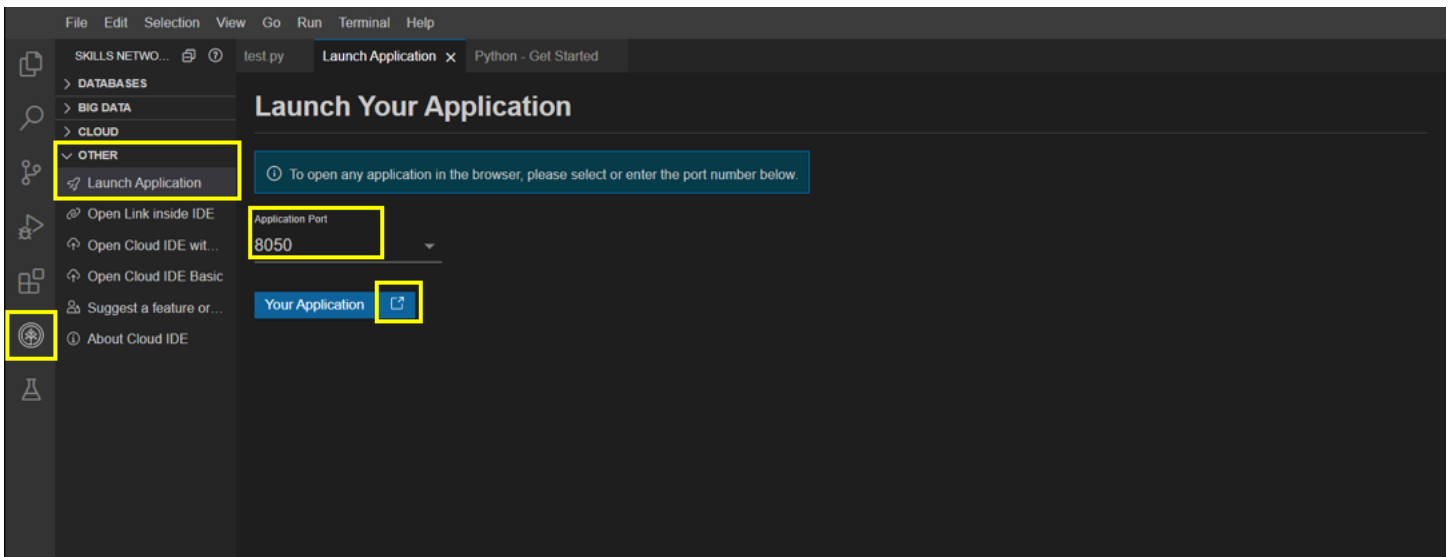 File Edit Selection View Go Run Terminal Help
SKILLS NETWO...
test.py Launch Application Python - Get Started
DATABASES
BIG DATA
CLOUD
OTHER
Launch Application
Open Link inside IDE
Open Cloud IDE wit...
Open Cloud IDE Basic
Suggest a feature or...
About Cloud IDE
Launch Your Application
To open any application in the browser, please select or enter the port number below.
Application Port
8050
Your Application